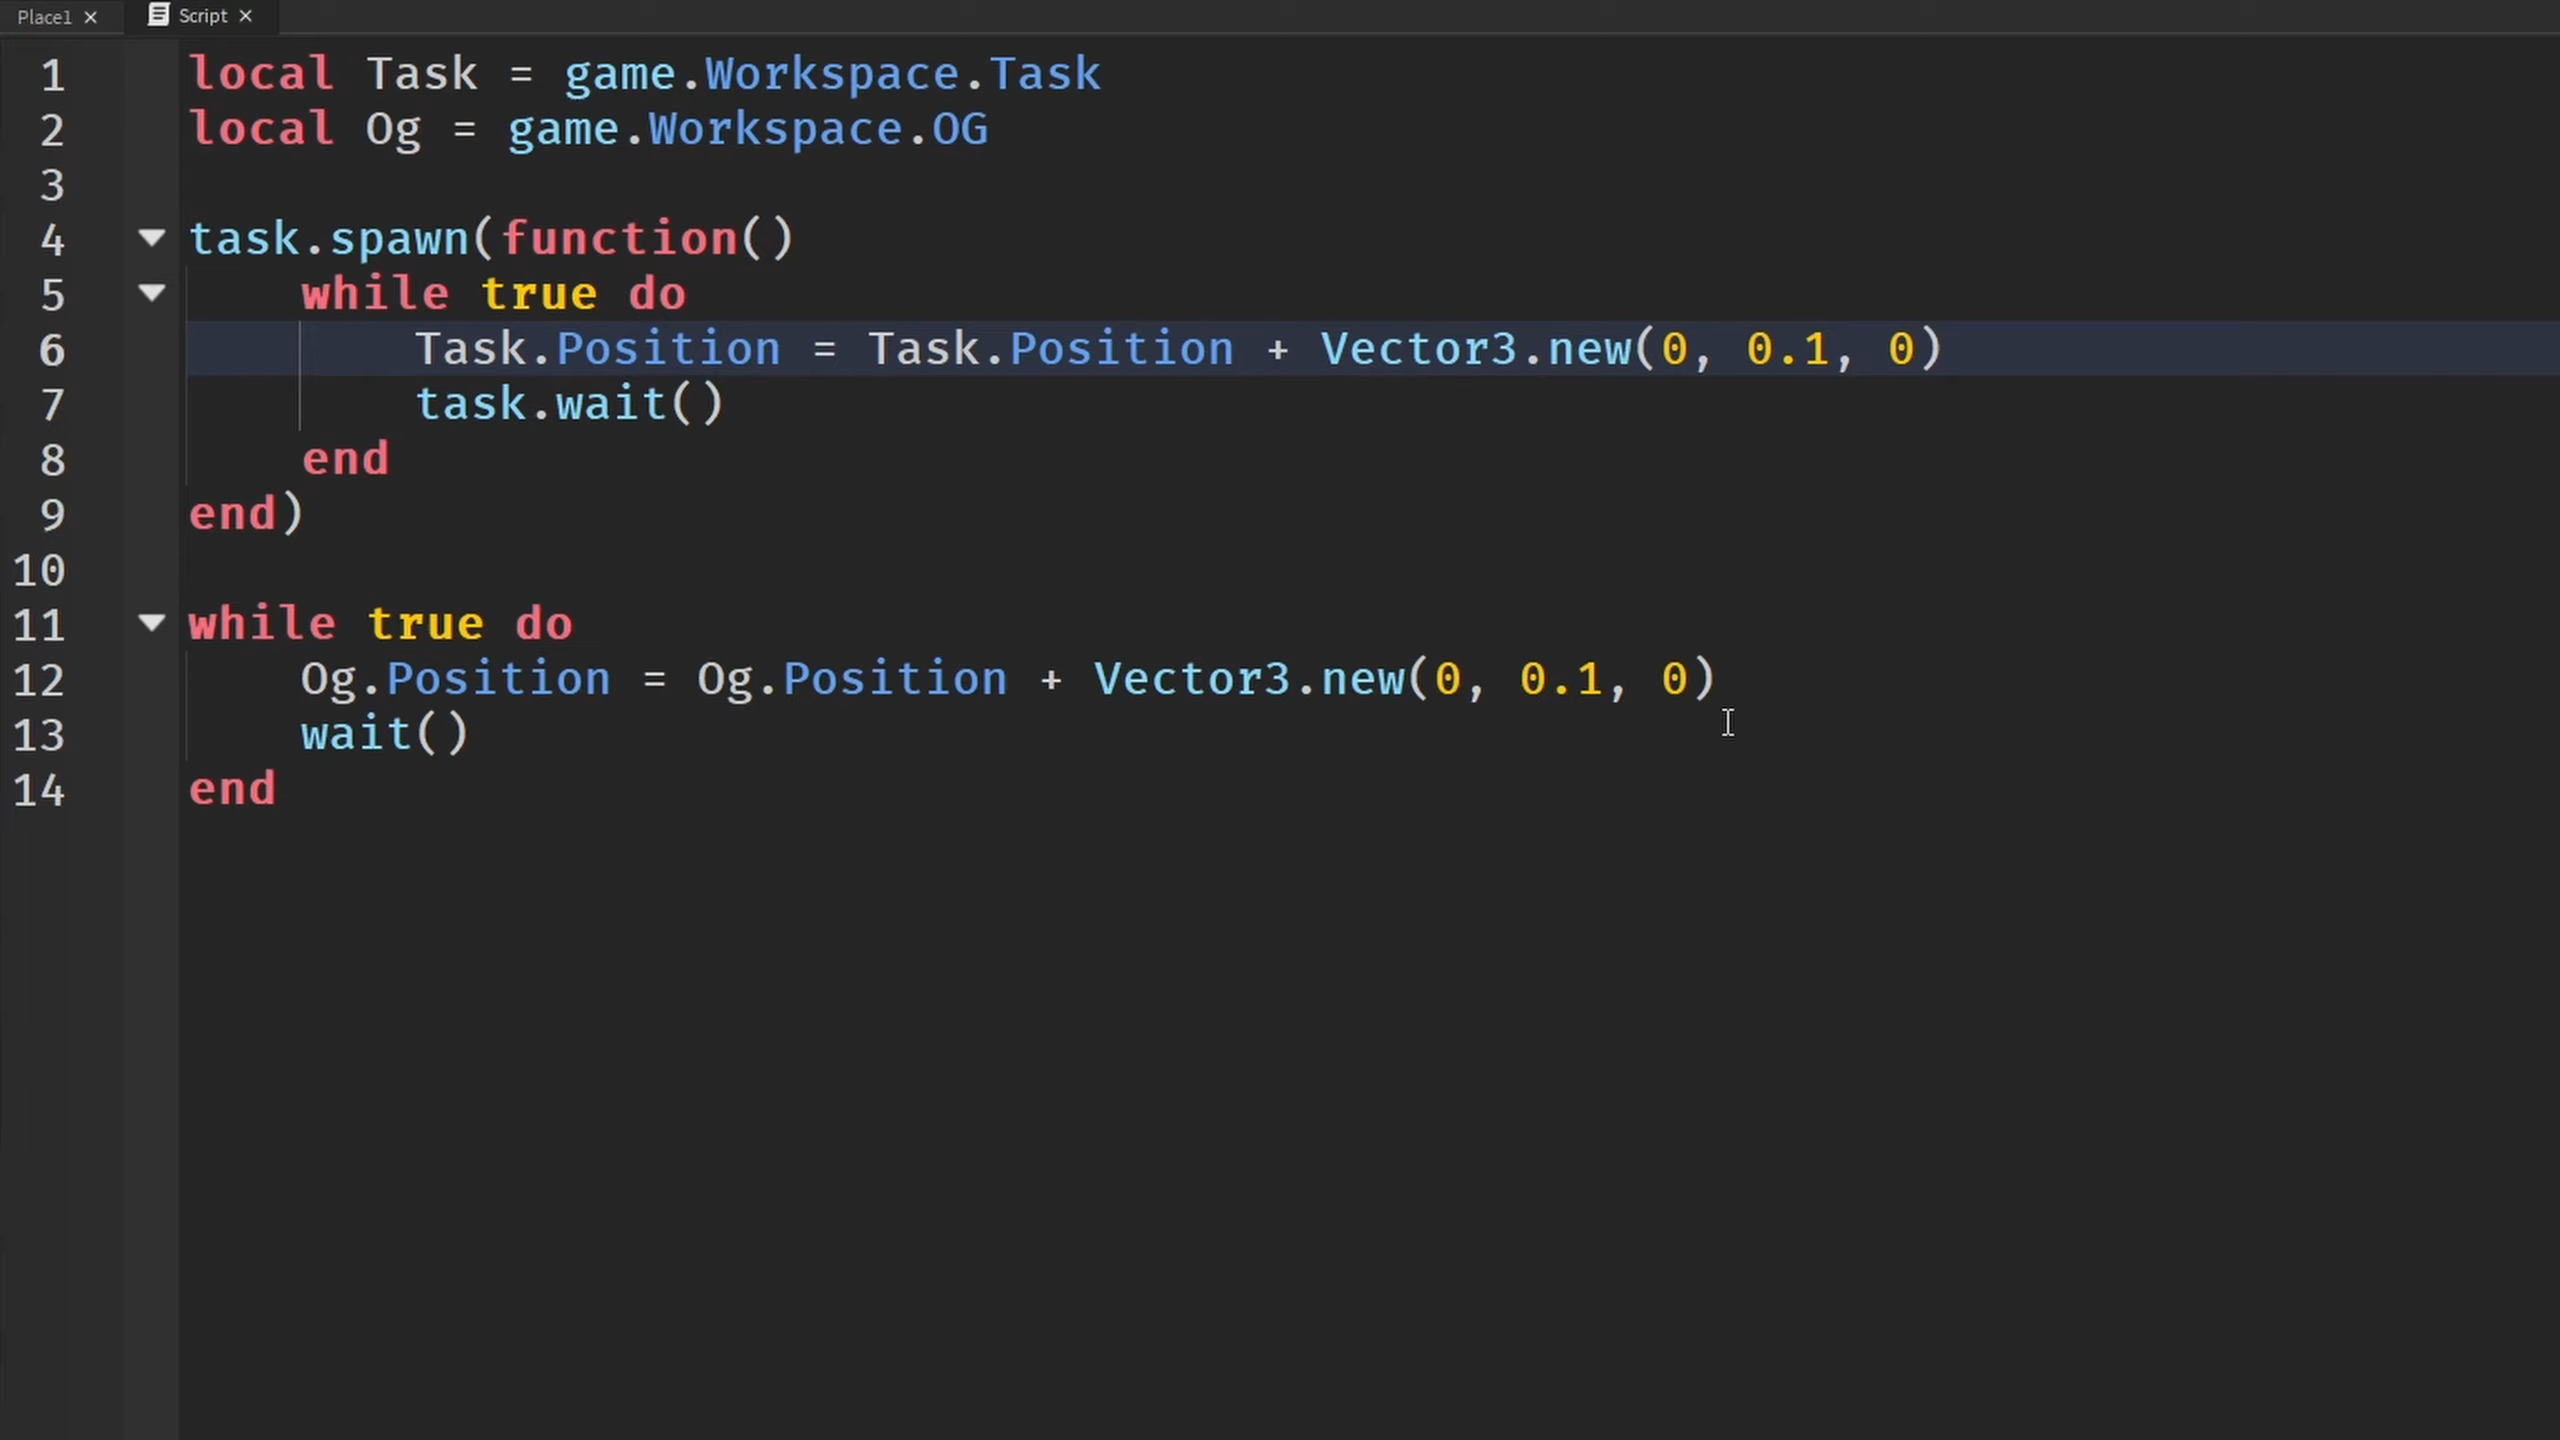 Place1 × Script ×
1 local Task = game.Workspace.Task
2 local Og = game.Workspace.OG
3
4 task.spawn(function()
5 while true do
6 Task.Position = Task.Position + Vector3.new(0, 0.1, 0)
7 task.wait()
8 end
9 end)
10
11 while true do
12 Og.Position = Og.Position + Vector3.new(0, 0.1, 0)
13 wait()
14 end